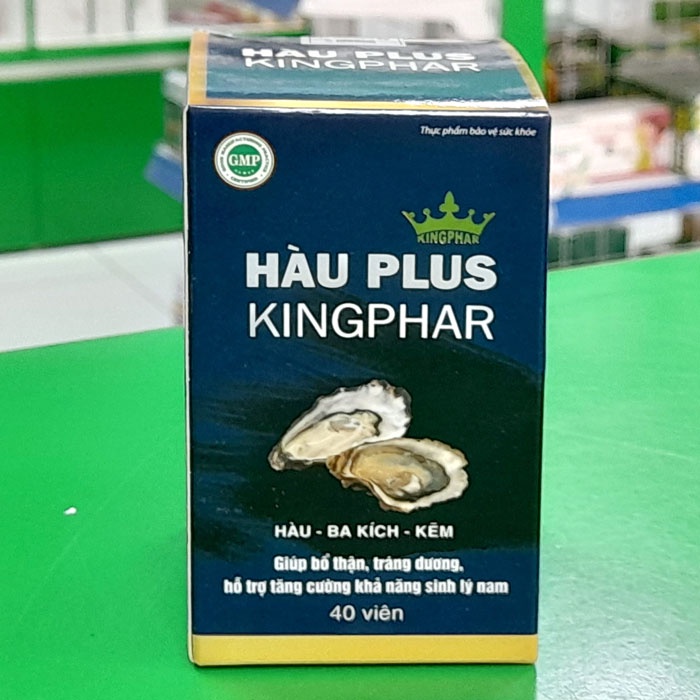 HÀU PLUS
KINGPHAR
Thực phẩm bảo vệ sức khỏe
GMP
KINGPHAR
HÀU PLUS
KINGPHAR
HÀU - BA KÍCH - KẼM
Giúp bổ thận, tráng dương,
hỗ trợ tăng cường khả năng sinh lý nam
40 viên